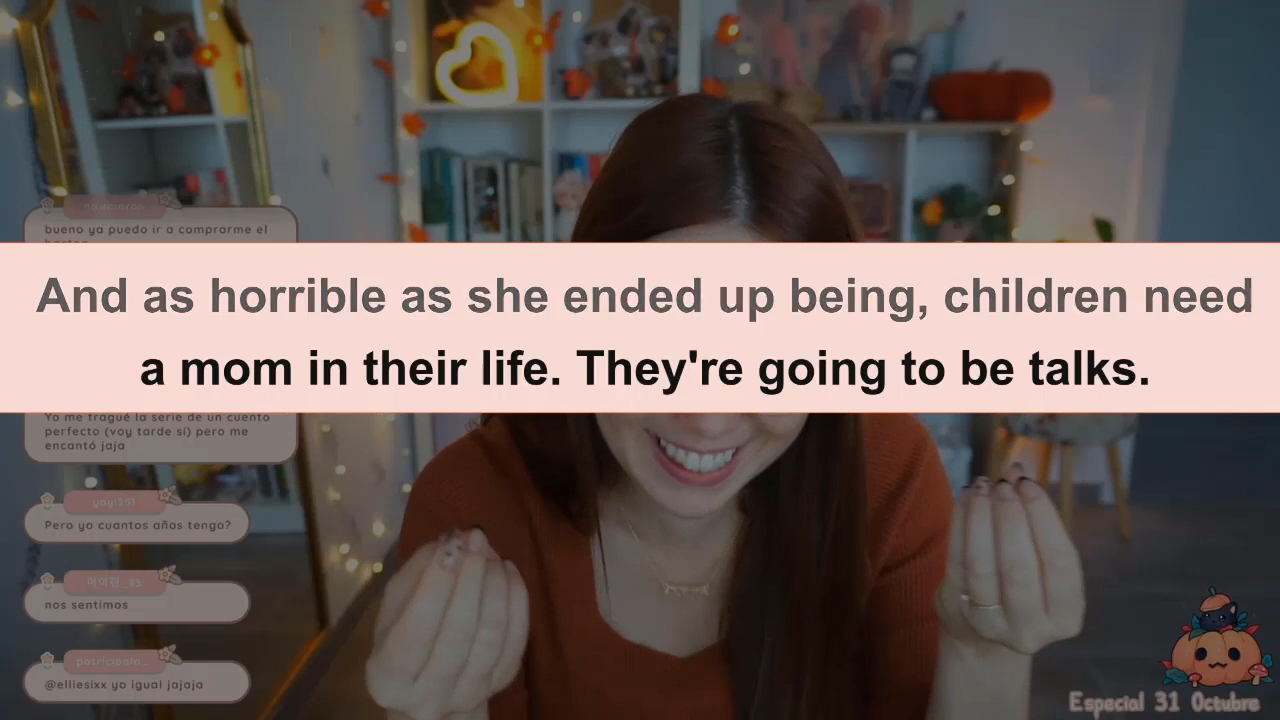 bueno ya puedo ir a comprarme el
And as horrible as she ended up being, children need
a mom in their life. They're going to be talks.
Ya me tragué la serie de un cuento
perfecto (voy tarde sí) pero me
encantó jaja
yayi351
Pero yo cuantos años tengo?
nos sentimos
@elliesixx yo igual jajaja
Especial 31 Octubre